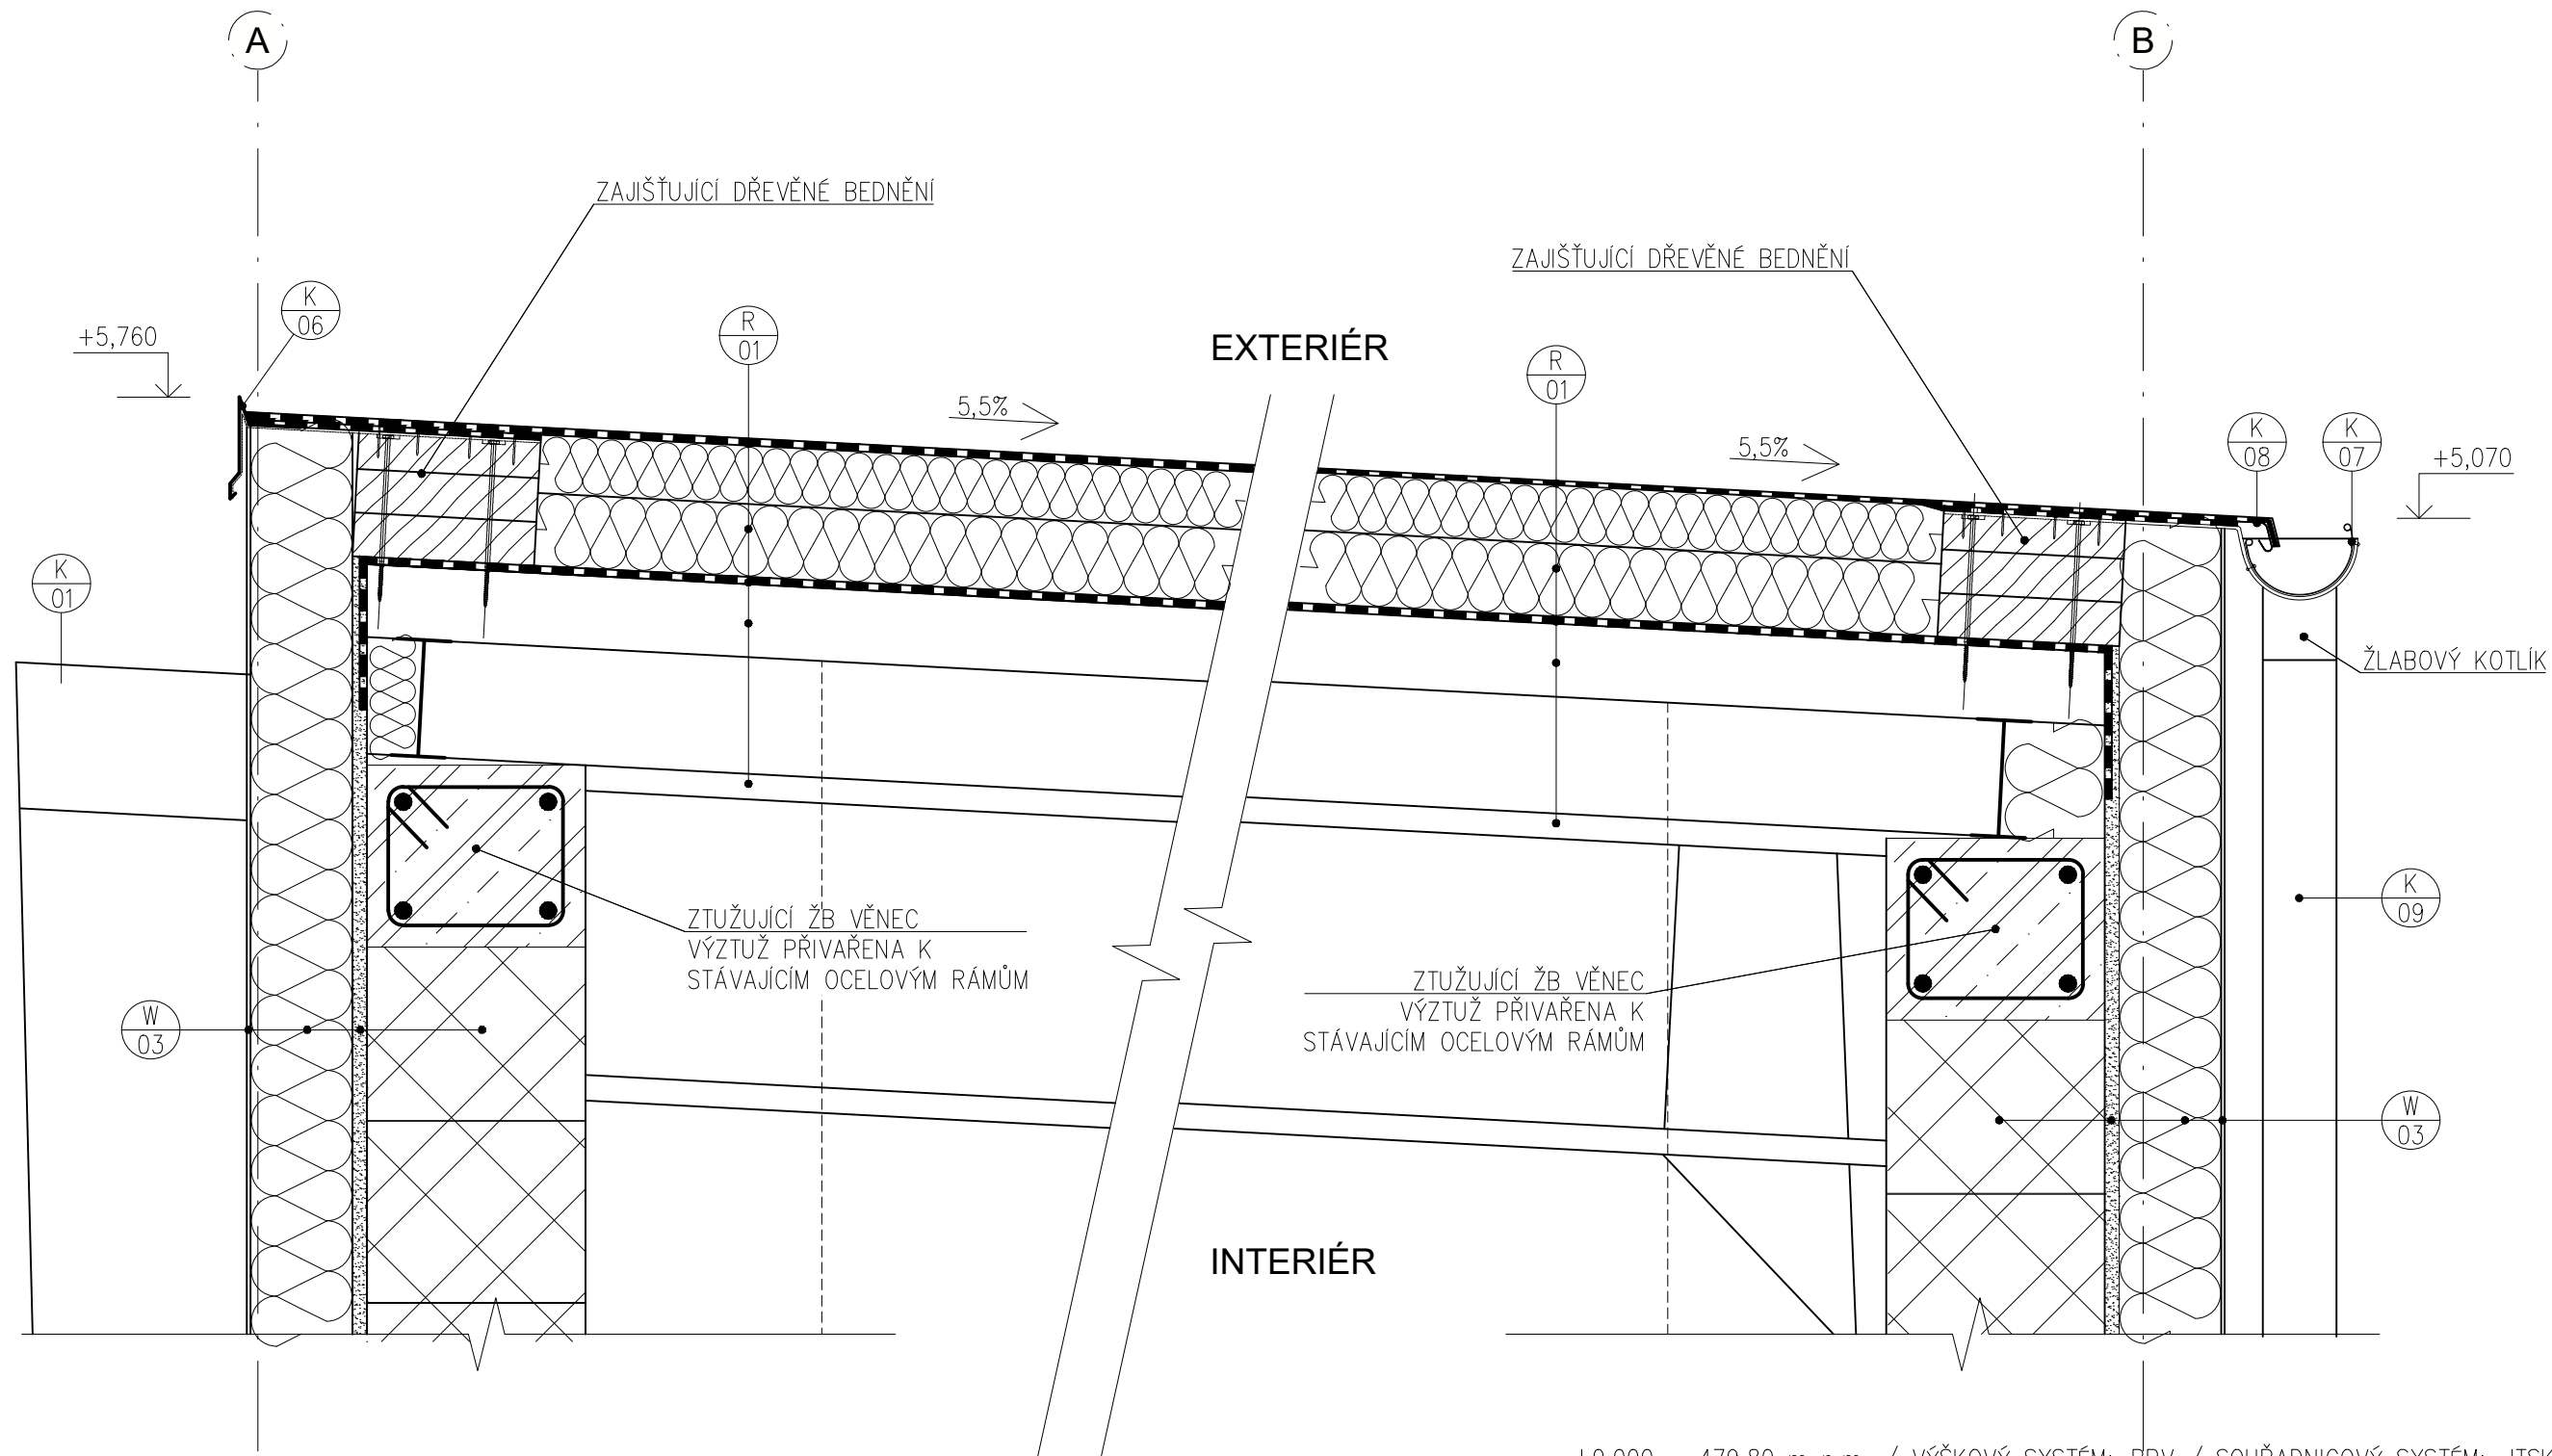 A
B
ZAJIŠŤUJÍCÍ DŘEVĚNÉ BEDNĚNÍ
ZAJIŠŤUJÍCÍ DŘEVĚNÉ BEDNĚNÍ
K
06
+5,760
R
01
EXTERIÉR
R
01
5,5%
5,5%
K
08
K
07
+5,070
K
01
ŽLABOVÝ KOTLÍK
K
09
ZTUŽUJÍCÍ ŽB VĚNEC
VÝZTUŽ PŘIVAŘENA K
STÁVAJÍCÍM OCELOVÝM RÁMŮM
ZTUŽUJÍCÍ ŽB VĚNEC
VÝZTUŽ PŘIVAŘENA K
STÁVAJÍCÍM OCELOVÝM RÁMŮM
W
03
W
03
INTERIÉR